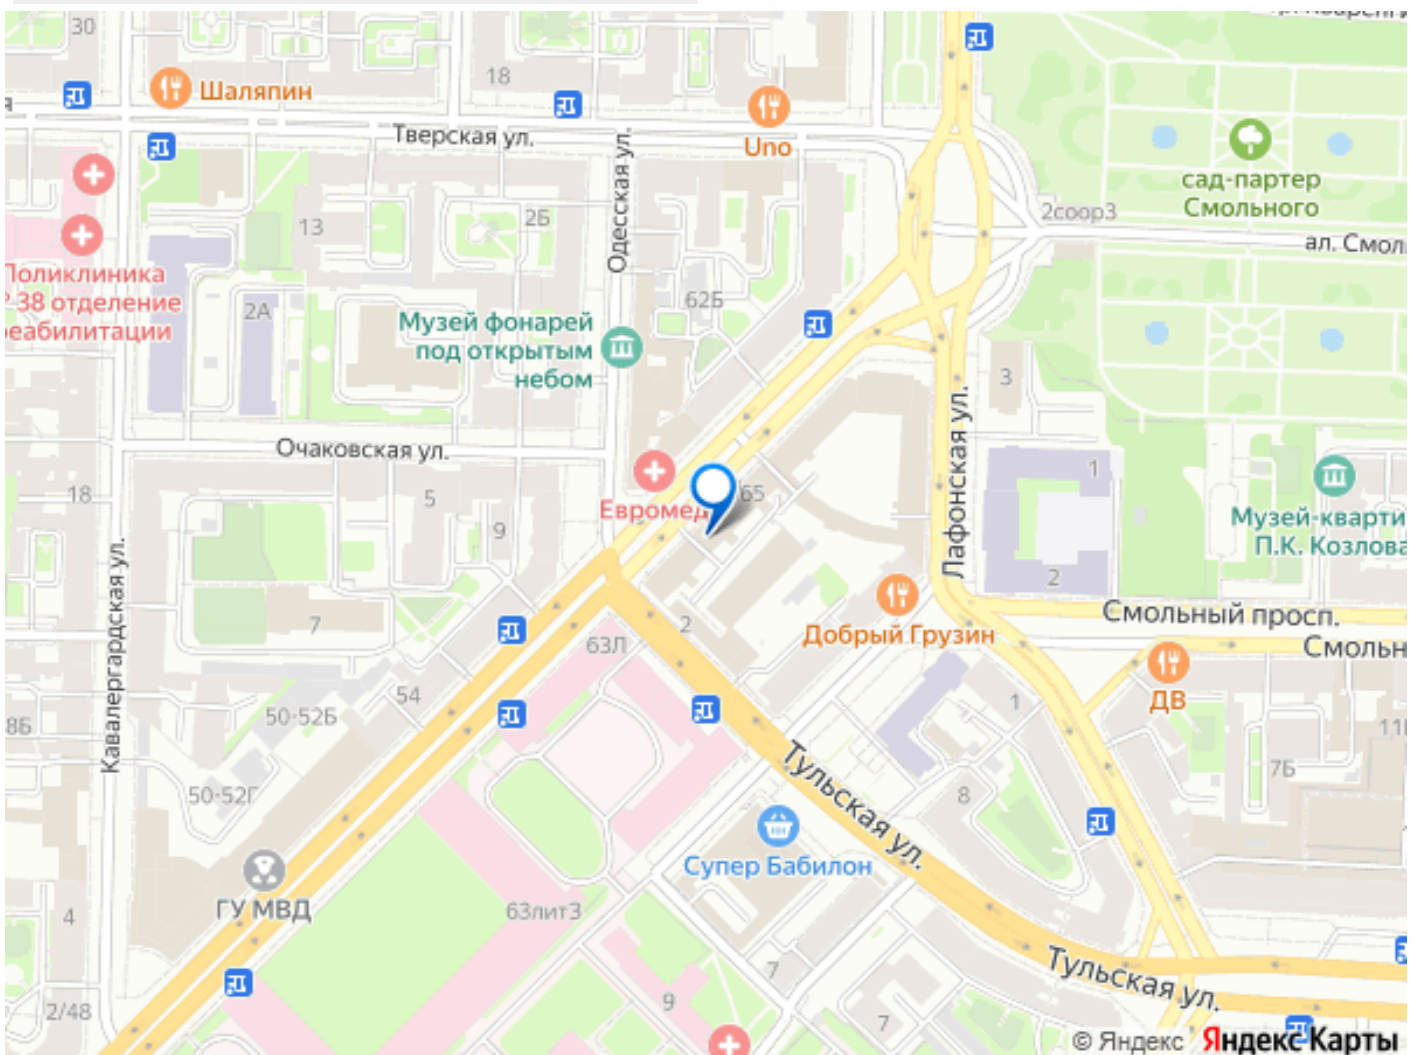 30
Шаляпин
18
Тверская ул.
Uno
Одесская ул.
сад-партер
Смольного
2соор3
ал. Смол
13
2Б
62Б
2А
Поликлиника
38 отделение
реабилитации
Музей фонарей
под открытым
небом
3
Лафонская ул.
Очаковская ул.
18
5
9
Евромед
65
1
2
Музей-кварти
П.К. Козлова
Кавалергардская ул.
7
63Л
2
Добрый Грузин
Смольный просп.
Смольн
ДВ
54
50-52Б
8Б
50-52Г
1
7Б
8
Тульская ул.
Супер Бабилон
ГУ МВД
4
63лит3
2/48
7
9
7
Тульская ул.
© Яндекс Яндекс Карты